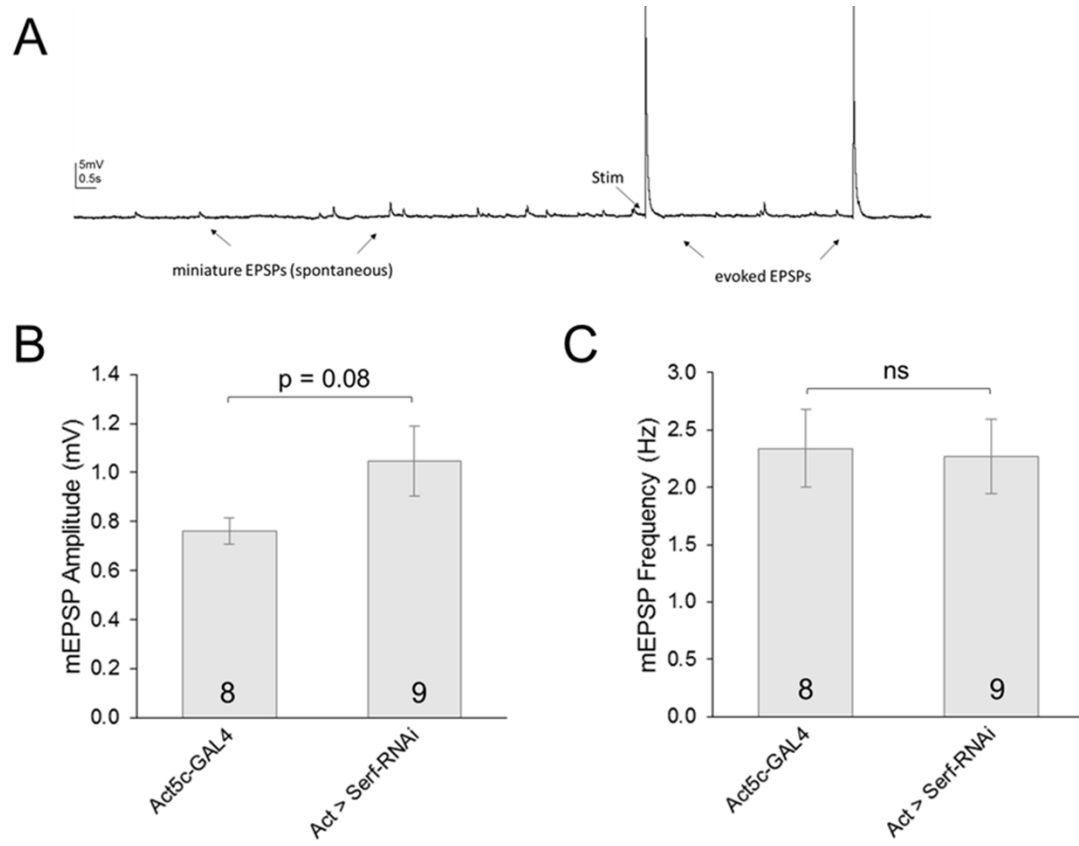 A
5mV
0.5s
Stim
miniature EPSPs (spontaneous)
evoked EPSPs
B
mEPSP Amplitude (mV)
1.4
1.2
1.0
0.8
0.6
0.4
0.2
0.0
p = 0.08
8
9
Act5c-GAL4
Act > Serf-RNAi
C
mEPSP Frequency (Hz)
3.0
2.5
2.0
1.5
1.0
0.5
0.0
ns
8
9
Act5c-GAL4
Act > Serf-RNAi